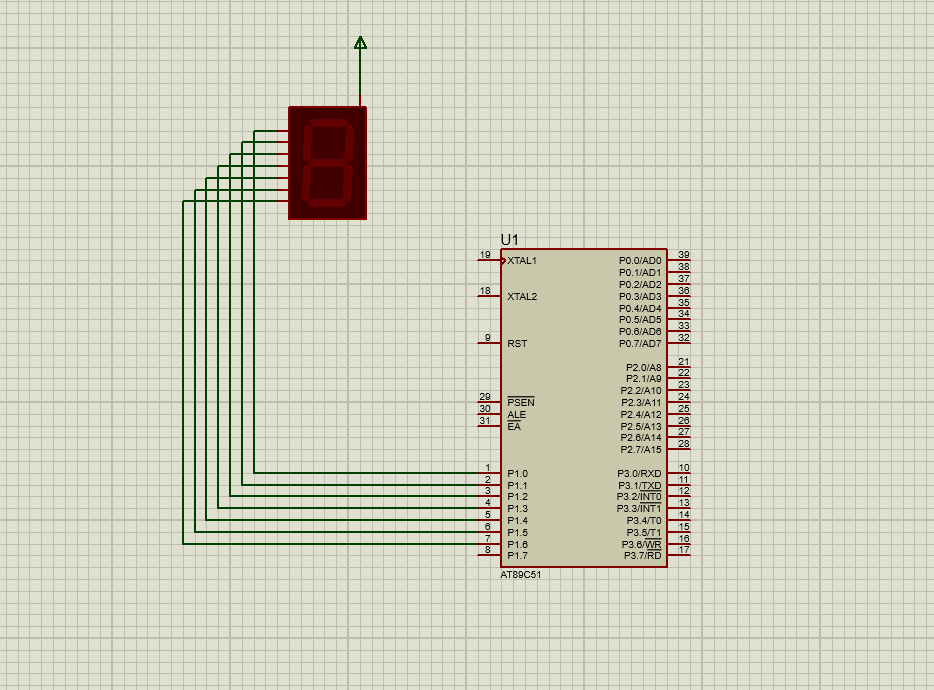 U1
19 XTAL1 P0.0/AD0 39
P0.1/AD1 38
P0.2/AD2 37
18 XTAL2 P0.3/AD3 36
P0.4/AD4 35
P0.5/AD5 34
P0.6/AD6 33
9 RST P0.7/AD7 32
P2.0/A8 21
P2.1/A9 22
P2.2/A10 23
29 PSEN P2.3/A11 24
30 ALE P2.4/A12 25
31 EA P2.5/A13 26
P2.6/A14 27
P2.7/A15 28
1 P1.0 P3.0/RXD 10
2 P1.1 P3.1/TXD 11
3 P1.2 P3.2/INT0 12
4 P1.3 P3.3/INT1 13
5 P1.4 P3.4/T0 14
6 P1.5 P3.5/T1 15
7 P1.6 P3.6/WR 16
8 P1.7 P3.7/RD 17
AT89C51